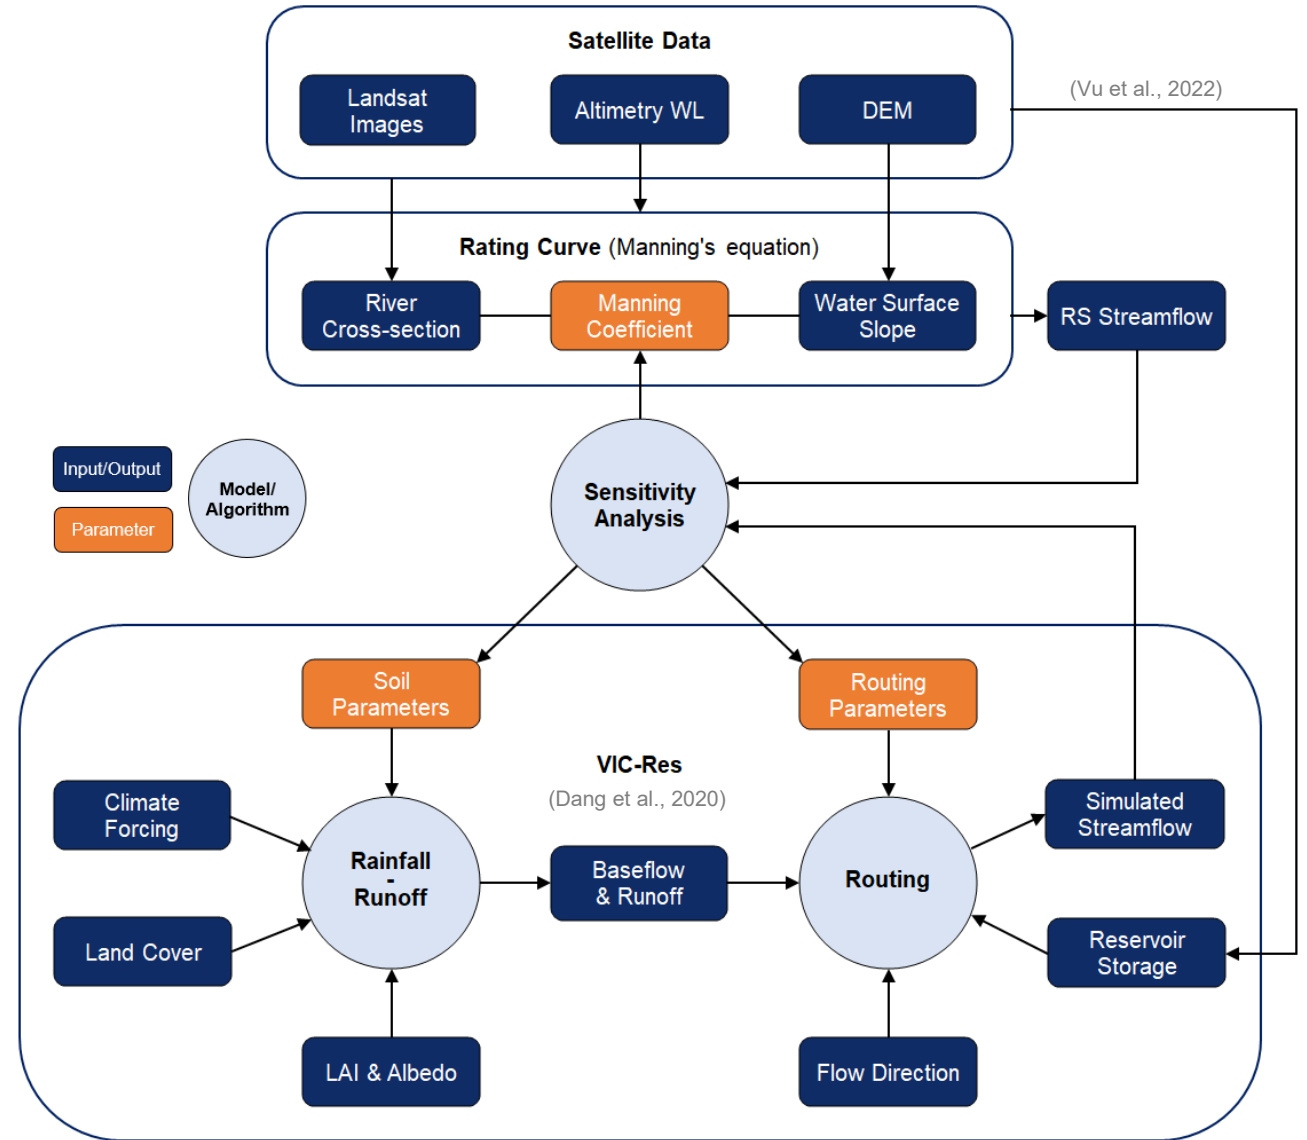 Satellite Data
Landsat
Images
Altimetry WL
DEM
(Vu et al., 2022)
Rating Curve (Manning's equation)
River
Cross-section
Manning
Coefficient
Water Surface
Slope
RS Streamflow
Input/Output
Parameter
Model/
Algorithm
Sensitivity
Analysis
Soil
Parameters
Routing
Parameters
VIC-Res
(Dang et al., 2020)
Climate
Forcing
Rainfall
-
Runoff
Baseflow
& Runoff
Routing
Simulated
Streamflow
Land Cover
Reservoir
Storage
LAI & Albedo
Flow Direction